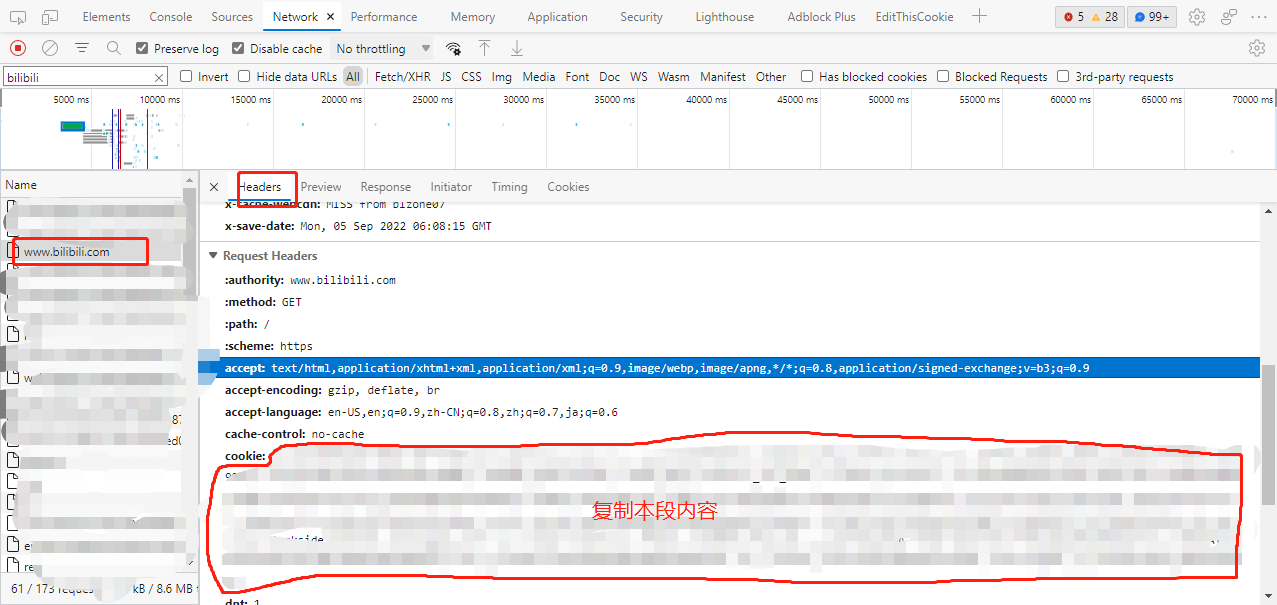 Elements Console Sources Network Performance Memory Application Security Lighthouse Adblock Plus EditThisCookie 5 28 99+
Preserve log Disable cache No throttling
bilibili Invert Hide data URLs All Fetch/XHR JS CSS Img Media Font Doc WS Wasm Manifest Other Has blocked cookies Blocked Requests 3rd-party requests
5000 ms 10000 ms 15000 ms 20000 ms 25000 ms 30000 ms 35000 ms 40000 ms 45000 ms 50000 ms 55000 ms 60000 ms 65000 ms 70000 ms
Name
Headers Preview Response Initiator Timing Cookies
x-cache-webcdn: MISS from blzone07
x-save-date: Mon, 05 Sep 2022 06:08:15 GMT
www.bilibili.com
Request Headers
:authority: www.bilibili.com
:method: GET
:path: /
:scheme: https
accept: text/html,application/xhtml+xml,application/xml;q=0.9,image/webp,image/apng,*/*;q=0.8,application/signed-exchange;v=b3;q=0.9
accept-encoding: gzip, deflate, br
accept-language: en-US,en;q=0.9,zh-CN;q=0.8,zh;q=0.7,ja;q=0.6
cache-control: no-cache
cookie:
复制本段内容
61 / 173 kB / 8.6 MB
dnt: 1